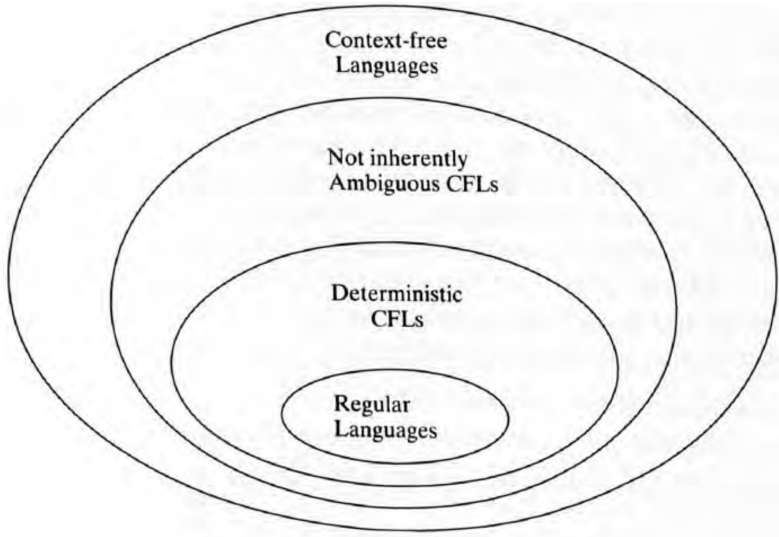 Context-free
Languages
Not inherently
Ambiguous CFLs
Deterministic
CFLs
Regular
Languages